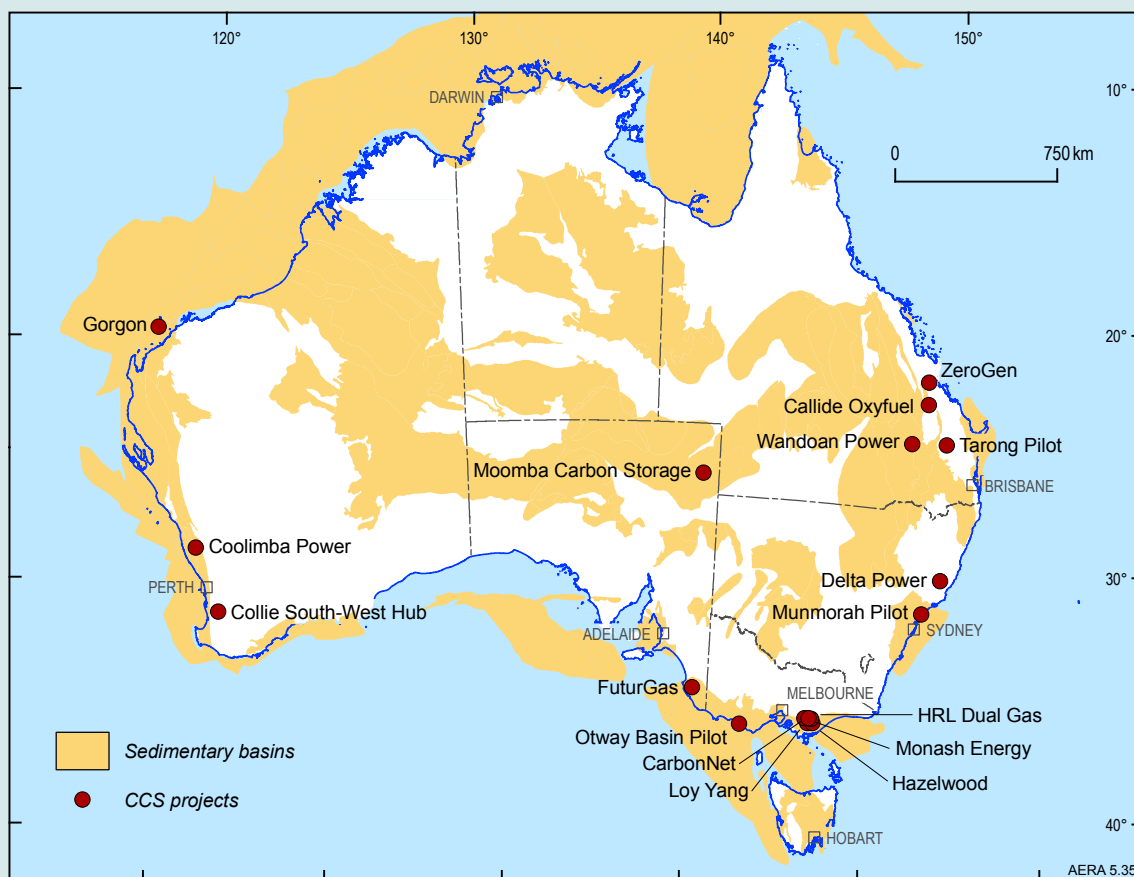 120°
130°
140°
150°
DARWIN
10°
0
750 km
Gorgon
20°
ZeroGen
Callide Oxyfuel
Wandoan Power
Tarong Pilot
Moomba Carbon Storage
BRISBANE
Coolimba Power
PERTH
30°
Delta Power
Collie South-West Hub
Munmorah Pilot
ADELAIDE
SYDNEY
FuturGas
MELBOURNE
HRL Dual Gas
Otway Basin Pilot
Monash Energy
Sedimentary basins
CarbonNet
Hazelwood
Loy Yang
CCS projects
40°
HOBART
AERA 5.35